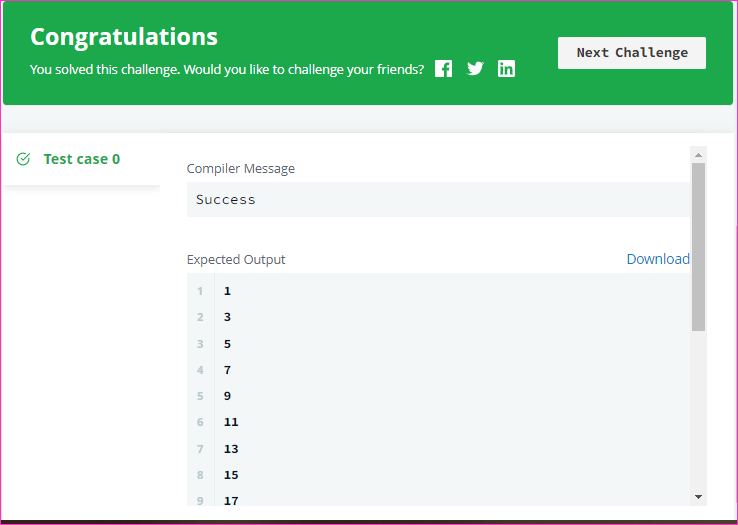 Congratulations
You solved this challenge. Would you like to challenge your friends?
Next Challenge
Test case 0
Compiler Message
Success
Expected Output
Download
1 1
2 3
3 5
4 7
5 9
6 11
7 13
8 15
9 17